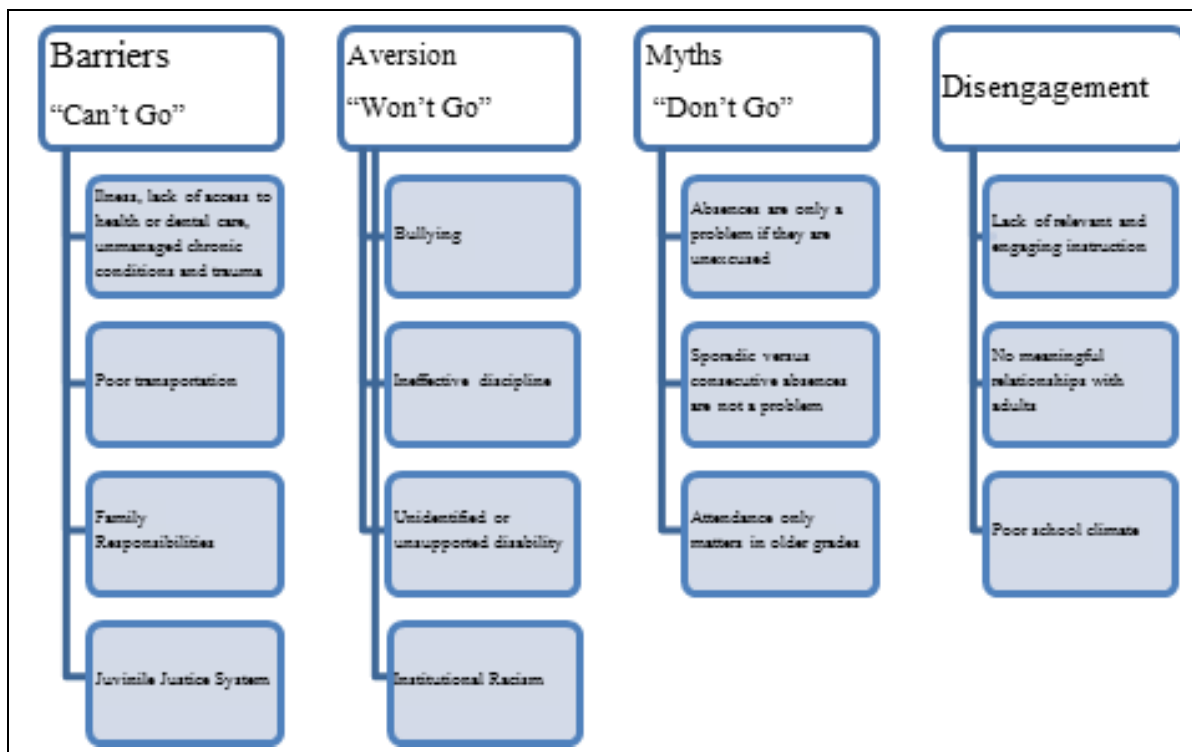 Barriers
“Can’t Go”
Illness, lack of access to
health or dental care,
unmanaged chronic
conditions and trauma
Poor transportation
Family
Responsibilities
Juvinile Justice System
Aversion
“Won’t Go”
Bullying
Ineffective discipline
Unidentified or
unsupported disability
Institutional Racism
Myths
“Don’t Go”
Absences are only a
problem if they are
unexcused
Sporadic versus
consecutive absences
are not a problem
Attendance only
matters in older grades
Disengagement
Lack of relevant and
engaging instruction
No meaningful
relationships with
adults
Poor school climate